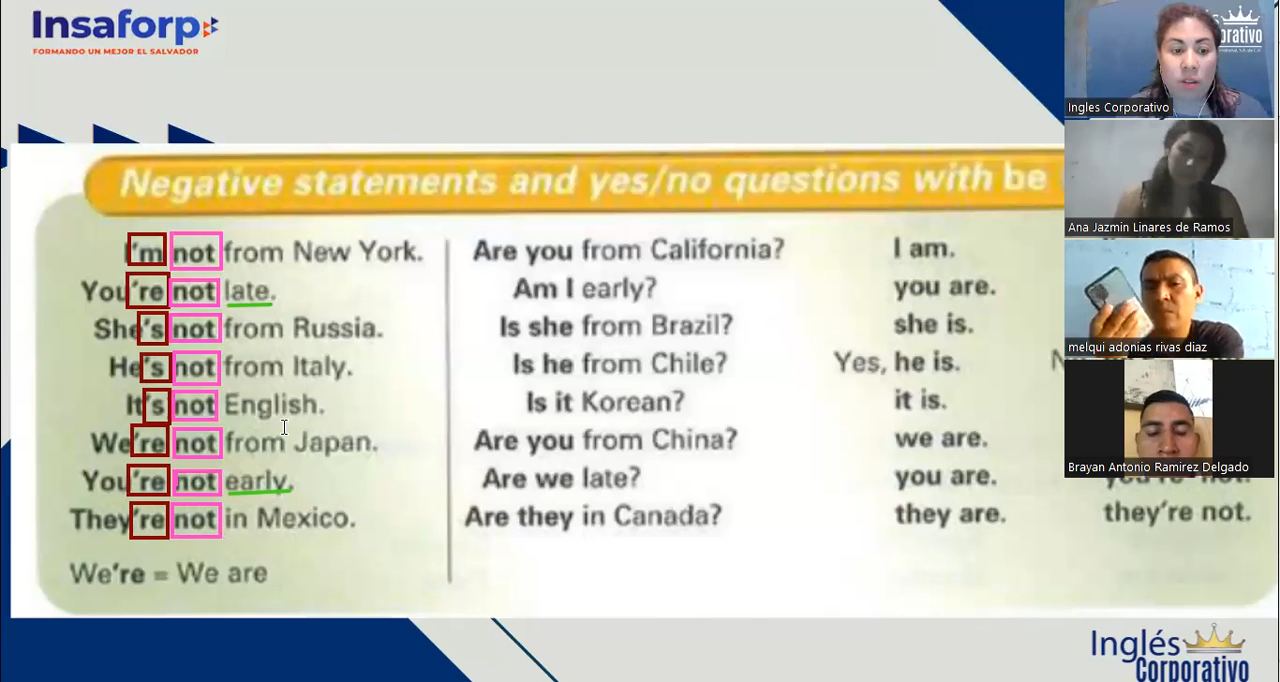 Insaforp
FORMANDO UN MEJOR EL SALVADOR
Negative statements and yes/no questions with be
I'm not from New York.
You're not late.
She's not from Russia.
He's not from Italy.
It's not English.
We're not from Japan.
You're not early.
They're not in Mexico.
We're = We are
Are you from California?
Am I early?
Is she from Brazil?
Is he from Chile?
Is it Korean?
Are you from China?
Are we late?
Are they in Canada?
I am.
you are.
she is.
Yes, he is.
it is.
we are.
you are.
they are.
you're not.
they're not.
Ingles Corporativo
Ana Jazmin Linares de Ramos
melqui adonias rivas diaz
Brayan Antonio Ramirez Delgado
Inglés
Corporativo